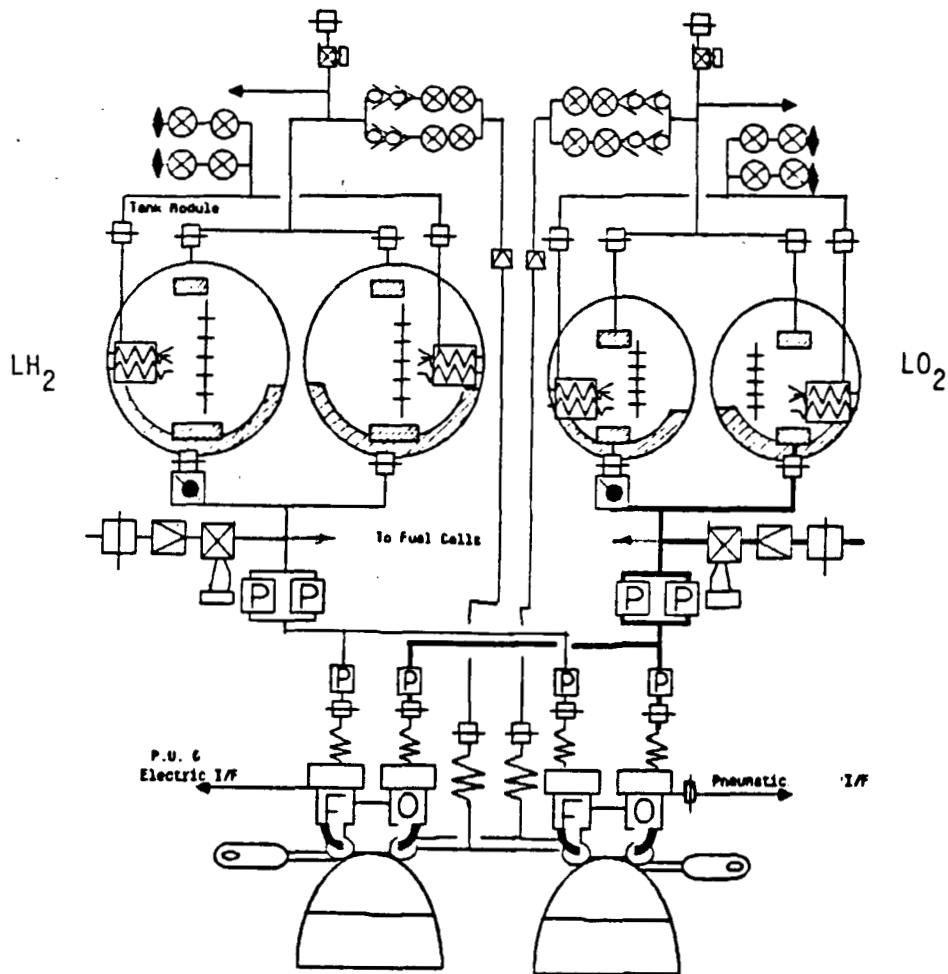 Tank Module
LH2
LO2
To Fuel Cells
P P
P P
P P P P
P.U. &
Electric I/F
Pneumatic I/F
F O F O